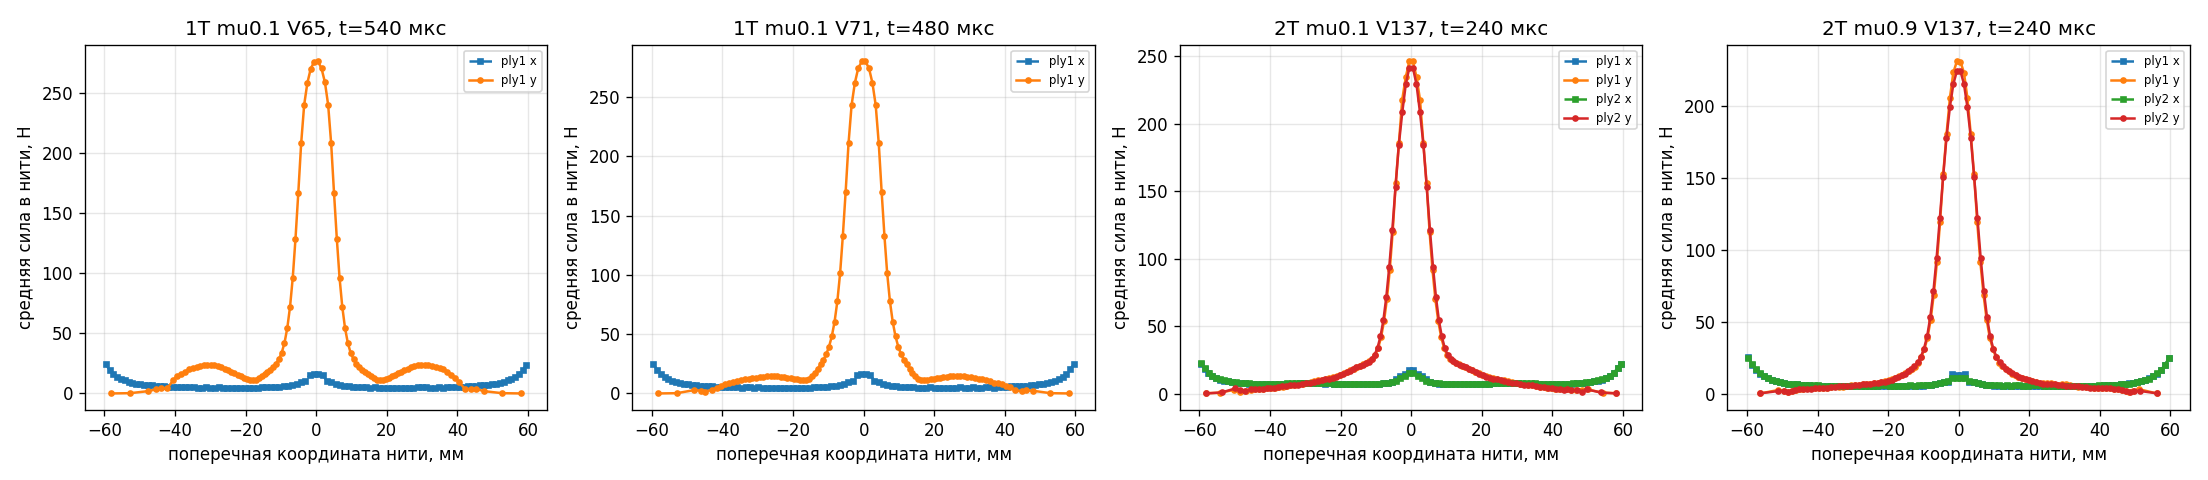 1T mu0.1 V65, t=540 мкс
средняя сила в нити, Н
250
200
150
100
50
0
ply1 x
ply1 y
−60 −40 −20 0 20 40 60
поперечная координата нити, мм
1T mu0.1 V71, t=480 мкс
средняя сила в нити, Н
250
200
150
100
50
0
ply1 x
ply1 y
−60 −40 −20 0 20 40 60
поперечная координата нити, мм
2T mu0.1 V137, t=240 мкс
средняя сила в нити, Н
250
200
150
100
50
0
ply1 x
ply1 y
ply2 x
ply2 y
−60 −40 −20 0 20 40 60
поперечная координата нити, мм
2T mu0.9 V137, t=240 мкс
средняя сила в нити, Н
200
150
100
50
0
ply1 x
ply1 y
ply2 x
ply2 y
−60 −40 −20 0 20 40 60
поперечная координата нити, мм